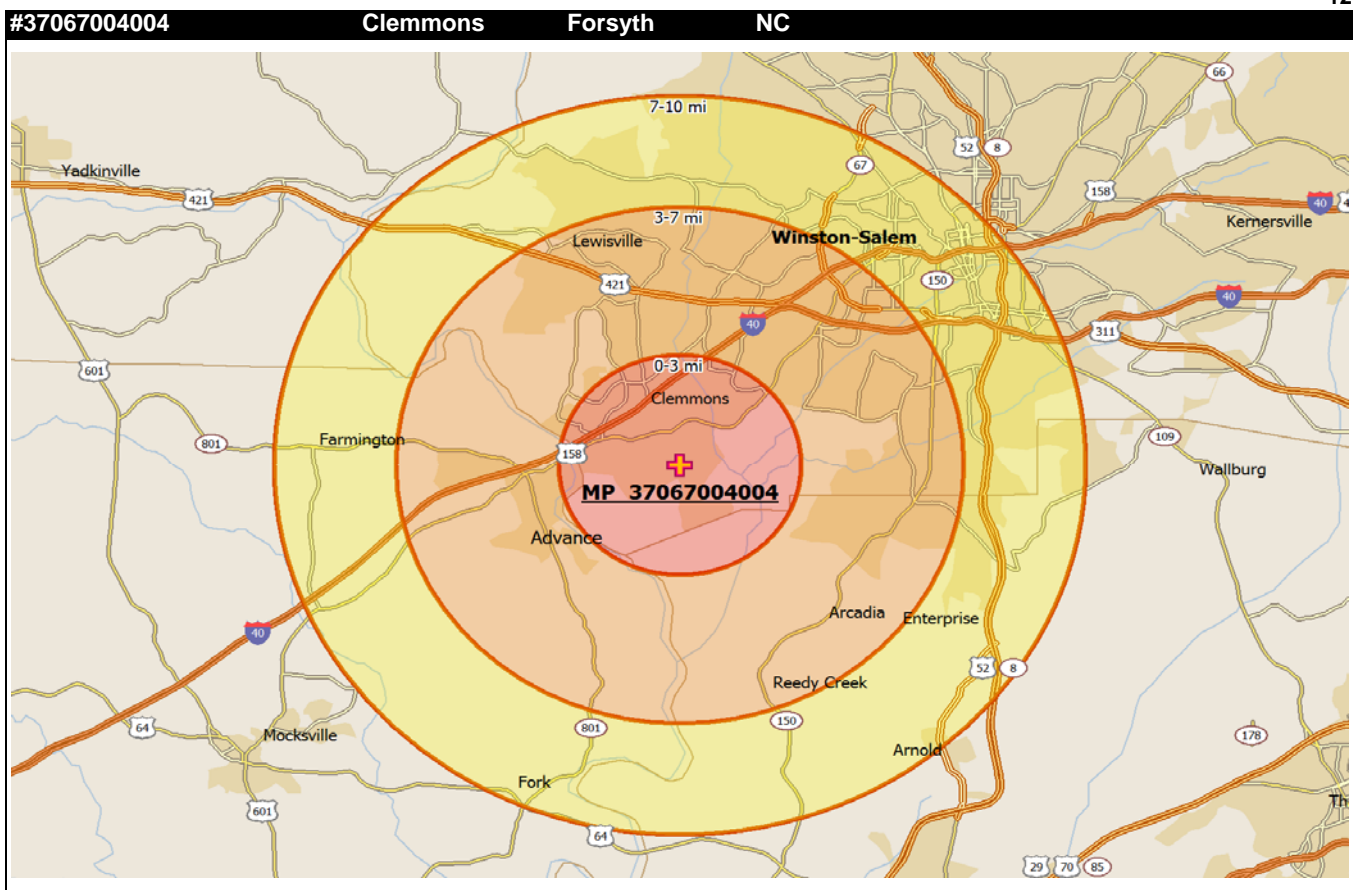 12
#37067004004 Clemmons Forsyth NC
66
7-10 mi
52 8
67
Yadkinville
158
421
40 4
3-7 mi
Kernersville
Lewisville
Winston-Salem
150
421
40
40
311
0-3 mi
601
Clemmons
109
Farmington
801
158
Wallburg
MP 37067004004
Advance
Arcadia
Enterprise
40
52 8
Reedy Creek
150
64
801
Mocksville
178
Arnold
Fork
Th
601
64
29 70 85